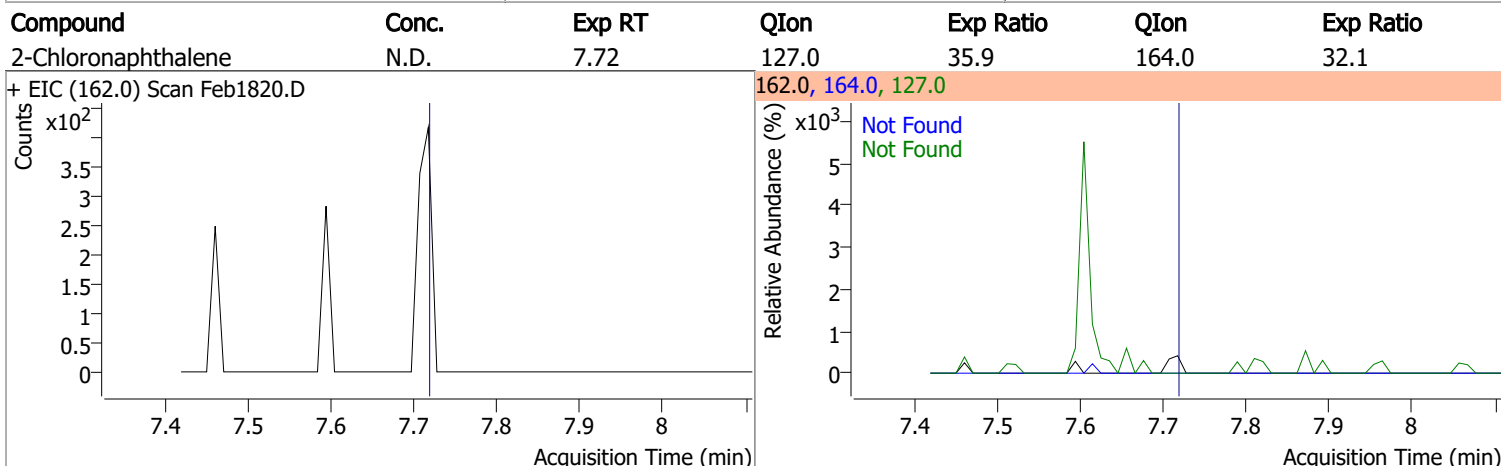 Compound Conc. Exp RT QIon Exp Ratio QIon Exp Ratio
2-Chloronaphthalene N.D. 7.72 127.0 35.9 164.0 32.1
+ EIC (162.0) Scan Feb1820.D
Counts
x10²
3.5
3
2.5
2
1.5
1
0.5
0
7.4 7.5 7.6 7.7 7.8 7.9 8
Acquisition Time (min)
162.0, 164.0, 127.0
Relative Abundance (%)
x10³
Not Found
Not Found
5
4
3
2
1
0
7.4 7.5 7.6 7.7 7.8 7.9 8
Acquisition Time (min)